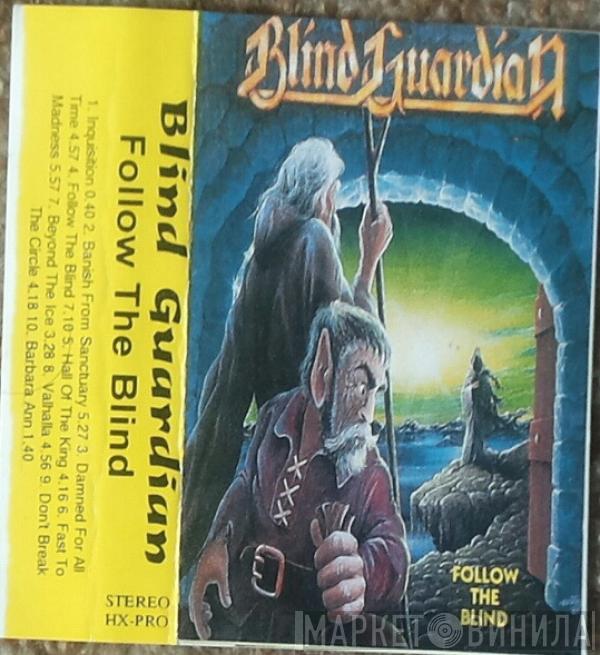 Blind Guardian
Follow The Blind
1. Inquisition 0.40 2. Banish From Sanctuary 5.27 3. Damned For All
Time 4.57 4. Follow The Blind 7.10 5. Hall Of The King 4.16 6. Fast To
Madness 5.57 7. Beyond The Ice 3.28 8. Valhalla 4.56 9. Don't Break
The Circle 4.18 10. Barbara Ann 1.40
STEREO
HX-PRO
Blind Guardian
FOLLOW
THE
BLIND
МАРКЕТ ВИНИЛА